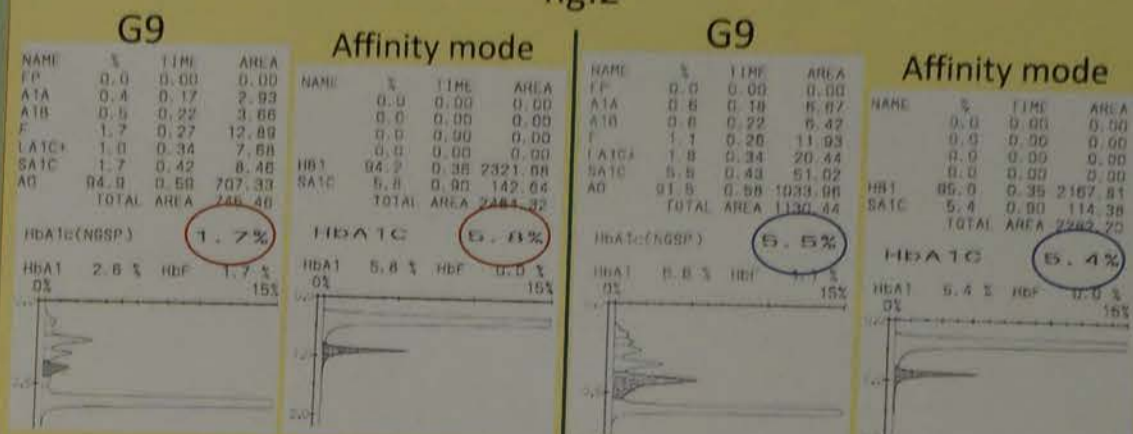 G9
NAME % TIME AREA
FP 0.0 0.00 0.00
A1A 0.4 0.17 2.93
A1B 0.5 0.22 3.66
F 1.7 0.27 12.89
LA1C+ 1.0 0.34 7.68
SA1C 1.7 0.42 8.46
A0 94.9 0.59 707.33
TOTAL AREA 746.46
HbA1c(NGSP) 1.7%
HbA1 2.6 % HbF 1.7 %
0% 15%
Affinity mode
NAME % TIME AREA
0.0 0.00 0.00
0.0 0.00 0.00
0.0 0.00 0.00
0.0 0.00 0.00
HB1 94.2 0.36 2321.68
SA1C 5.8 0.90 142.64
TOTAL AREA
HbA1C 5.8%
HbA1 5.8 % HbF 0.0 %
0% 15%
G9
NAME % TIME AREA
FP 0.0 0.00 0.00
A1A 0.6 0.18 6.67
A1B 0.6 0.22 6.42
F 1.1 0.26 11.93
LA1C+ 1.8 0.34 20.44
SA1C 5.5 0.43 51.02
A0 91.5 0.58 1033.96
TOTAL AREA 1130.44
HbA1c(NGSP) 5.5%
HbA1 HbF 1.1 %
0% 15%
Affinity mode
NAME % TIME AREA
0.0 0.00 0.00
0.0 0.00 0.00
0.0 0.00 0.00
0.0 0.00 0.00
HB1 95.0 0.35 2167.81
SA1C 5.4 0.90 114.38
TOTAL AREA
HbA1C 5.4%
HbA1 5.4 % HbF 0.0 %
0% 15%